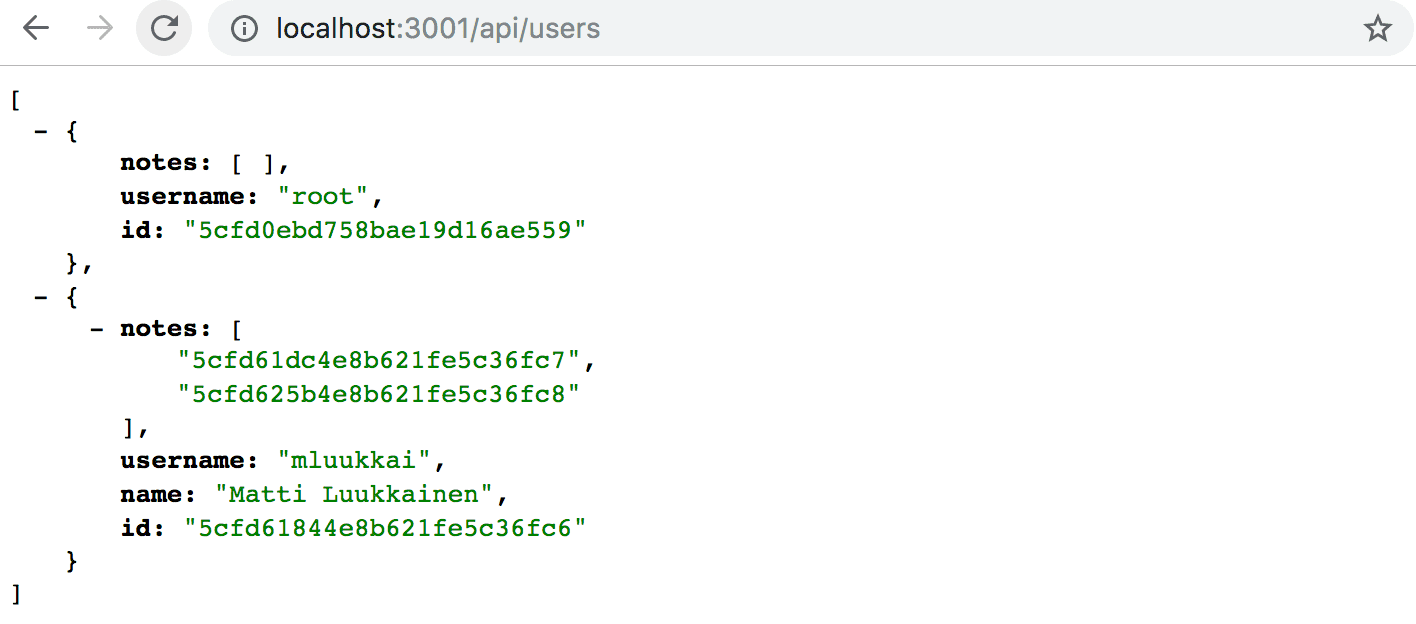 localhost:3001/api/users
[
- {
notes: [ ],
username: "root",
id: "5cfd0ebd758bae19d16ae559"
},
- {
- notes: [
"5cfd61dc4e8b621fe5c36fc7",
"5cfd625b4e8b621fe5c36fc8"
],
username: "mluukkai",
name: "Matti Luukkainen",
id: "5cfd61844e8b621fe5c36fc6"
}
]